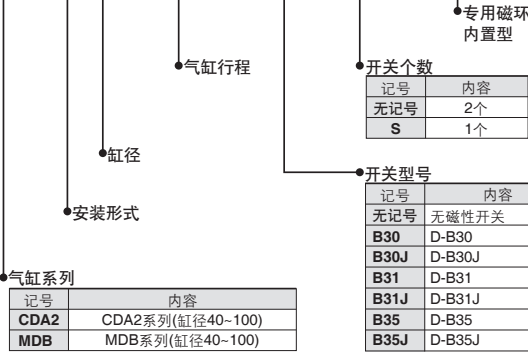 专用磁环
内置型
气缸行程
开关个数
记号 内容
无记号 2个
S 1个
缸径
开关型号
记号 内容
无记号 无磁性开关
B30 D-B30
B30J D-B30J
B31 D-B31
B31J D-B31J
B35 D-B35
B35J D-B35J
安装形式
气缸系列
记号 内容
CDA2 CDA2系列(缸径40~100)
MDB MDB系列(缸径40~100)